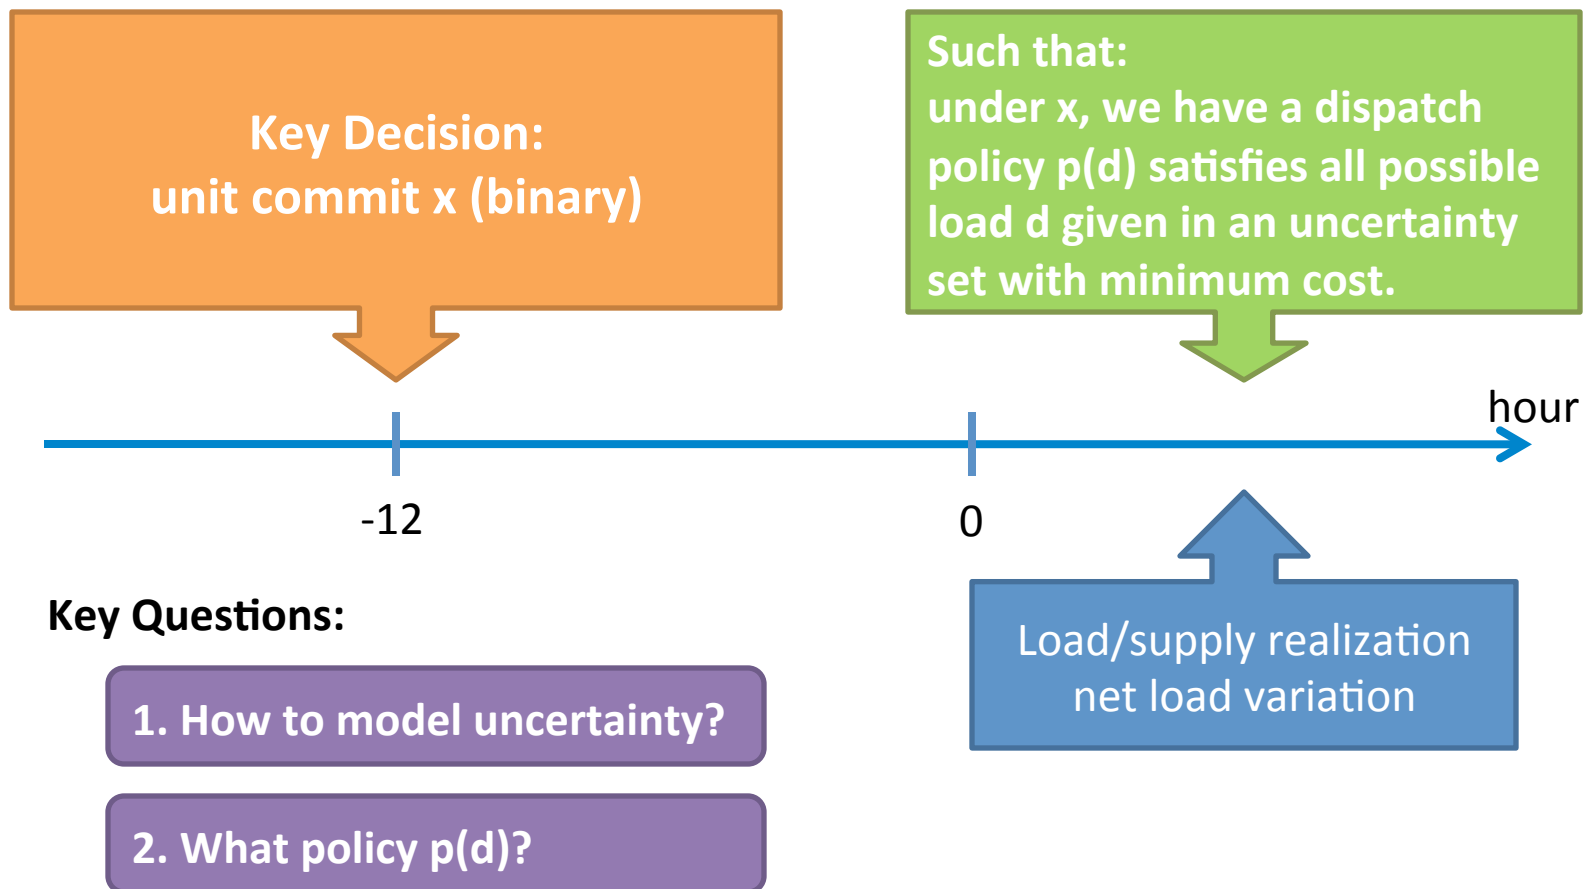 Key Decision:
unit commit x (binary)
Such that:
under x, we have a dispatch
policy p(d) satisfies all possible
load d given in an uncertainty
set with minimum cost.
hour
-12
0
Key Questions:
1. How to model uncertainty?
2. What policy p(d)?
Load/supply realization
net load variation